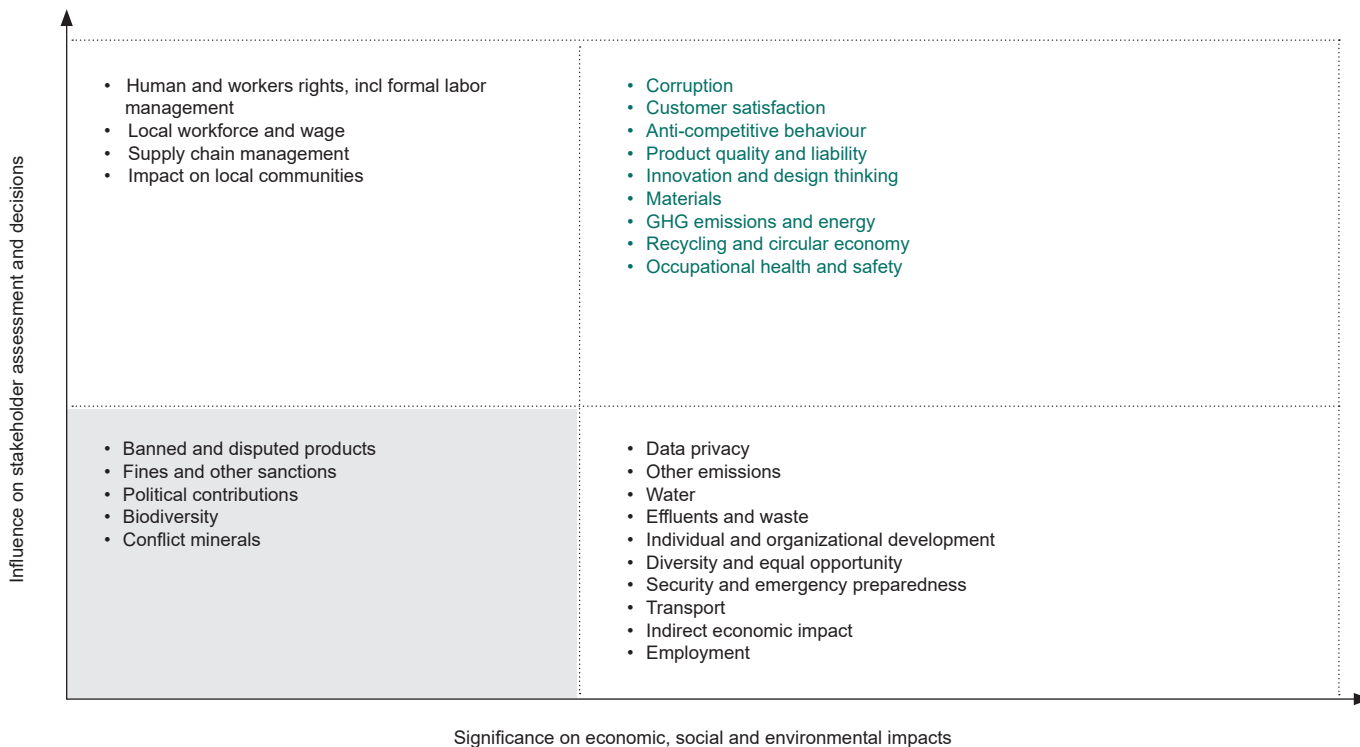 Influence on stakeholder assessment and decisions
• Human and workers rights, incl formal labor
management
• Local workforce and wage
• Supply chain management
• Impact on local communities
• Corruption
• Customer satisfaction
• Anti-competitive behaviour
• Product quality and liability
• Innovation and design thinking
• Materials
• GHG emissions and energy
• Recycling and circular economy
• Occupational health and safety
• Banned and disputed products
• Fines and other sanctions
• Political contributions
• Biodiversity
• Conflict minerals
• Data privacy
• Other emissions
• Water
• Effluents and waste
• Individual and organizational development
• Diversity and equal opportunity
• Security and emergency preparedness
• Transport
• Indirect economic impact
• Employment
Significance on economic, social and environmental impacts